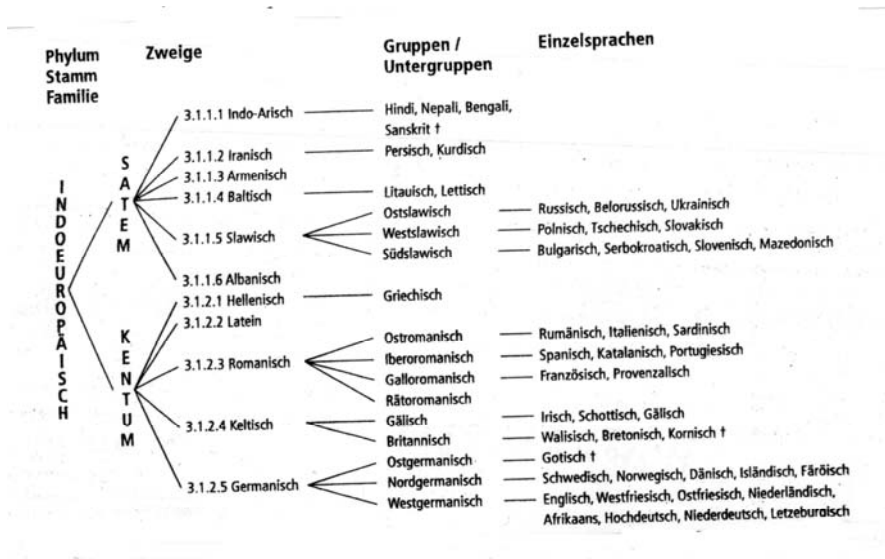 Phylum Stamm Familie
Zweige
Gruppen / Untergruppen
Einzelsprachen
INDOEUROPÄISCH
SATEM
3.1.1.1 Indo-Arisch
Hindi, Nepali, Bengali,
Sanskrit †
3.1.1.2 Iranisch
Persisch, Kurdisch
3.1.1.3 Armenisch
3.1.1.4 Baltisch
Litauisch, Lettisch
3.1.1.5 Slawisch
Ostslawisch
Russisch, Belorussisch, Ukrainisch
Westslawisch
Polnisch, Tschechisch, Slovakisch
Südslawisch
Bulgarisch, Serbokroatisch, Slovenisch, Mazedonisch
3.1.1.6 Albanisch
KENTUM
3.1.2.1 Hellenisch
Griechisch
3.1.2.2 Latein
3.1.2.3 Romanisch
Ostromanisch
Rumänisch, Italienisch, Sardinisch
Iberoromanisch
Spanisch, Katalanisch, Portugiesisch
Galloromanisch
Französisch, Provenzalisch
Rätoromanisch
3.1.2.4 Keltisch
Gälisch
Irisch, Schottisch, Gälisch
Britannisch
Walisisch, Bretonisch, Kornisch †
3.1.2.5 Germanisch
Ostgermanisch
Gotisch †
Nordgermanisch
Schwedisch, Norwegisch, Dänisch, Isländisch, Färöisch
Westgermanisch
Englisch, Westfriesisch, Ostfriesisch, Niederländisch,
Afrikaans, Hochdeutsch, Niederdeutsch, Letzeburgisch